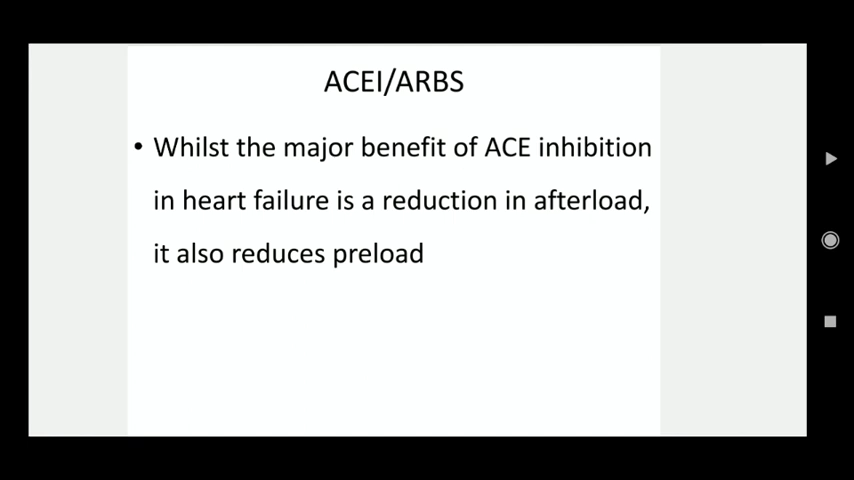 ACEI/ARBS
• Whilst the major benefit of ACE inhibition
in heart failure is a reduction in afterload,
it also reduces preload